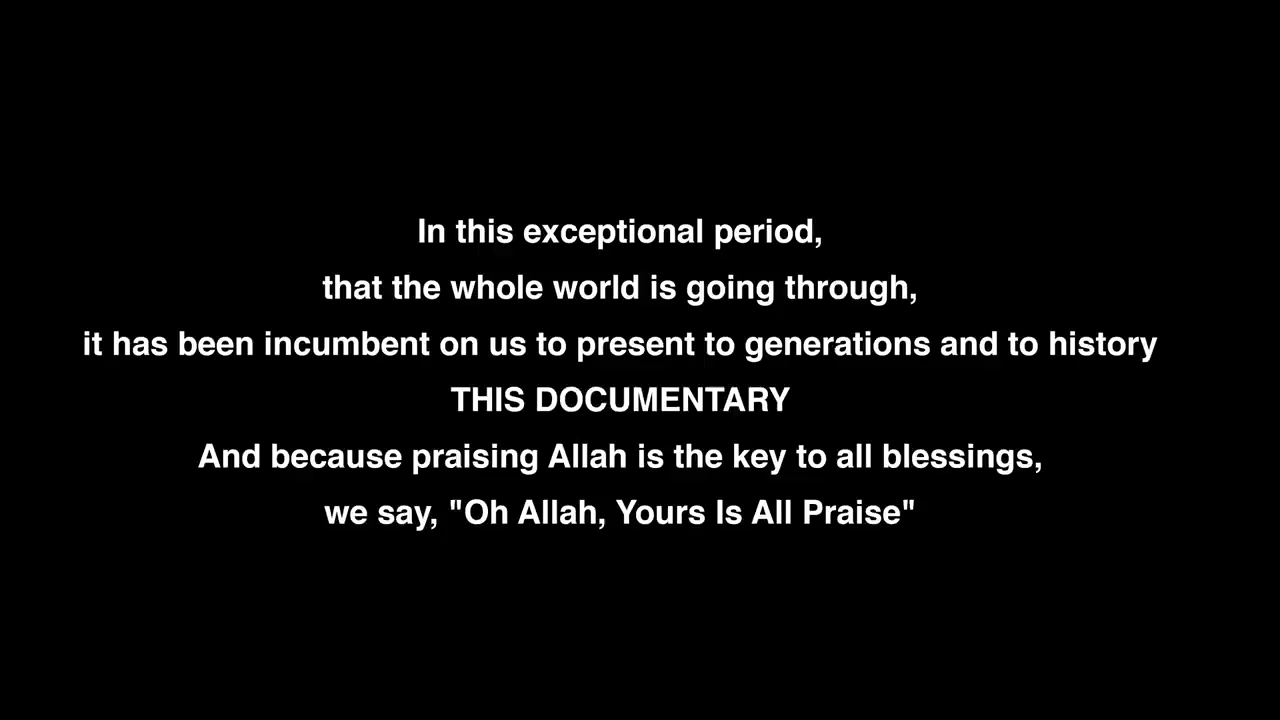 In this exceptional period,
that the whole world is going through,
it has been incumbent on us to present to generations and to history
THIS DOCUMENTARY
And because praising Allah is the key to all blessings,
we say, "Oh Allah, Yours Is All Praise"